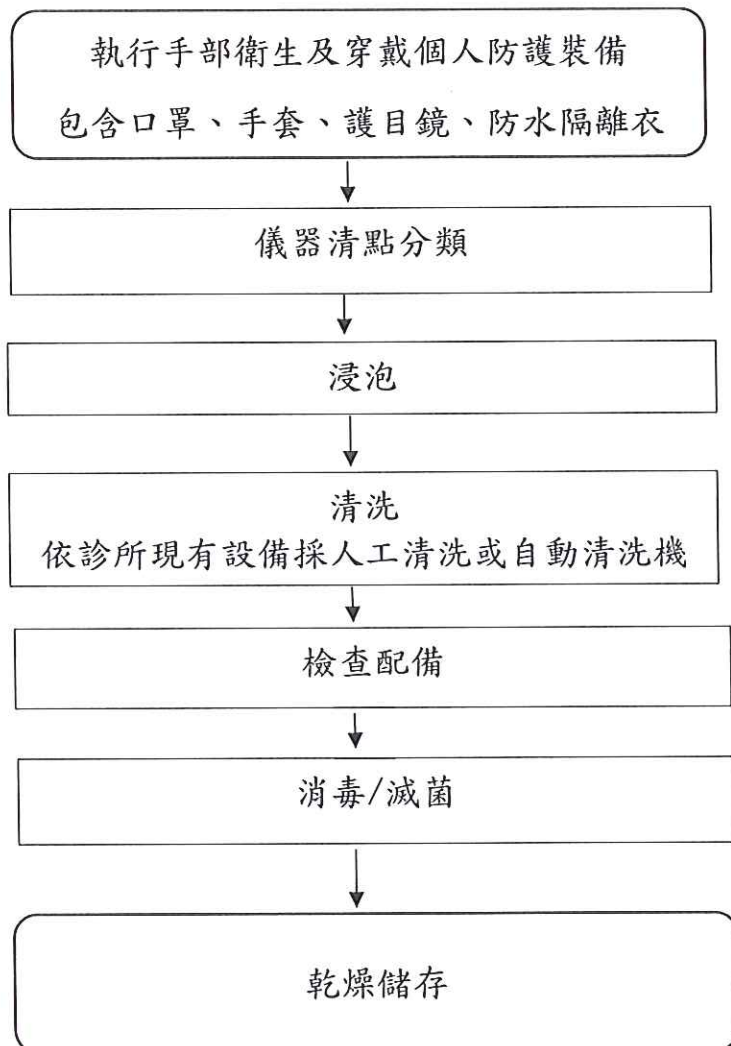 執行手部衛生及穿戴個人防護裝備
包含口罩、手套、護目鏡、防水隔離衣
儀器清點分類
浸泡
清洗
依診所現有設備採人工清洗或自動清洗機
檢查配備
消毒/滅菌
乾燥儲存